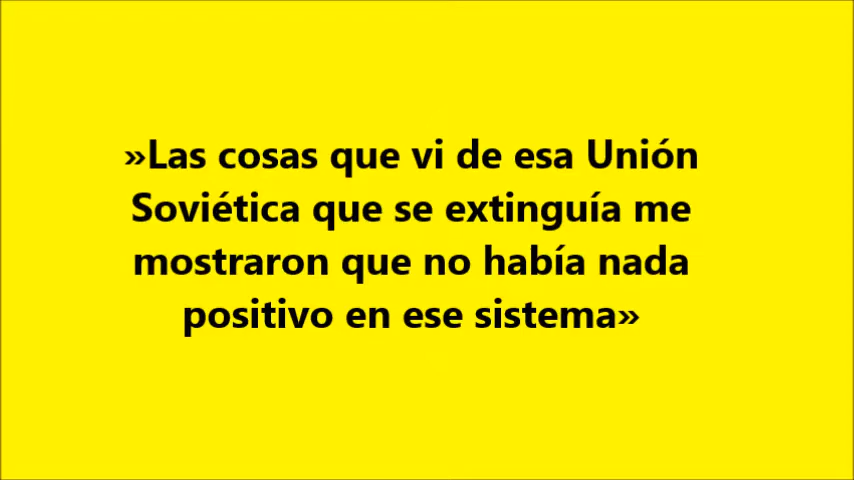 »Las cosas que vi de esa Unión
Soviética que se extinguía me
mostraron que no había nada
positivo en ese sistema»